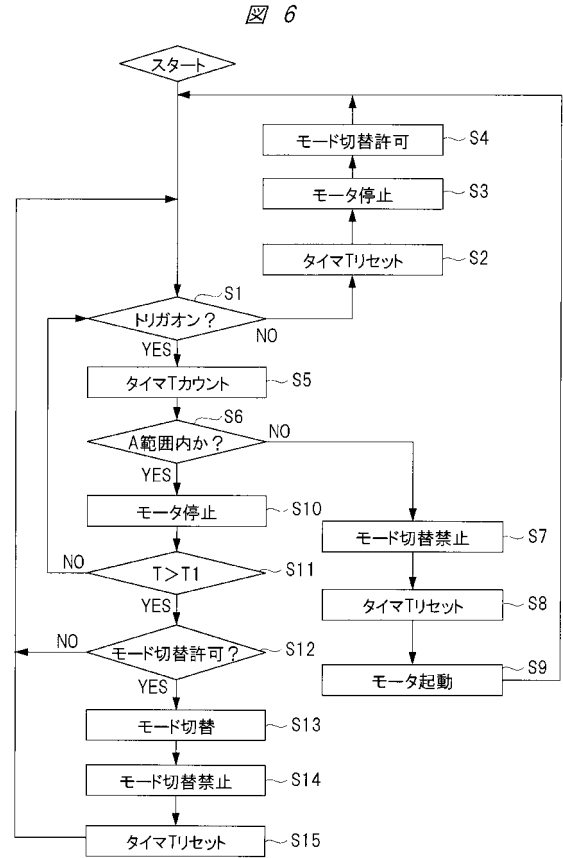 図 6
スタート
モード切替許可
S4
モータ停止
S3
タイマTリセット
S2
トリガオン？
S1
NO
YES
タイマTカウント
S5
A範囲内か？
S6
NO
YES
モータ停止
S10
モード切替禁止
S7
T＞T1
S11
NO
YES
タイマTリセット
S8
モード切替許可？
S12
NO
YES
モータ起動
S9
モード切替
S13
モード切替禁止
S14
タイマTリセット
S15